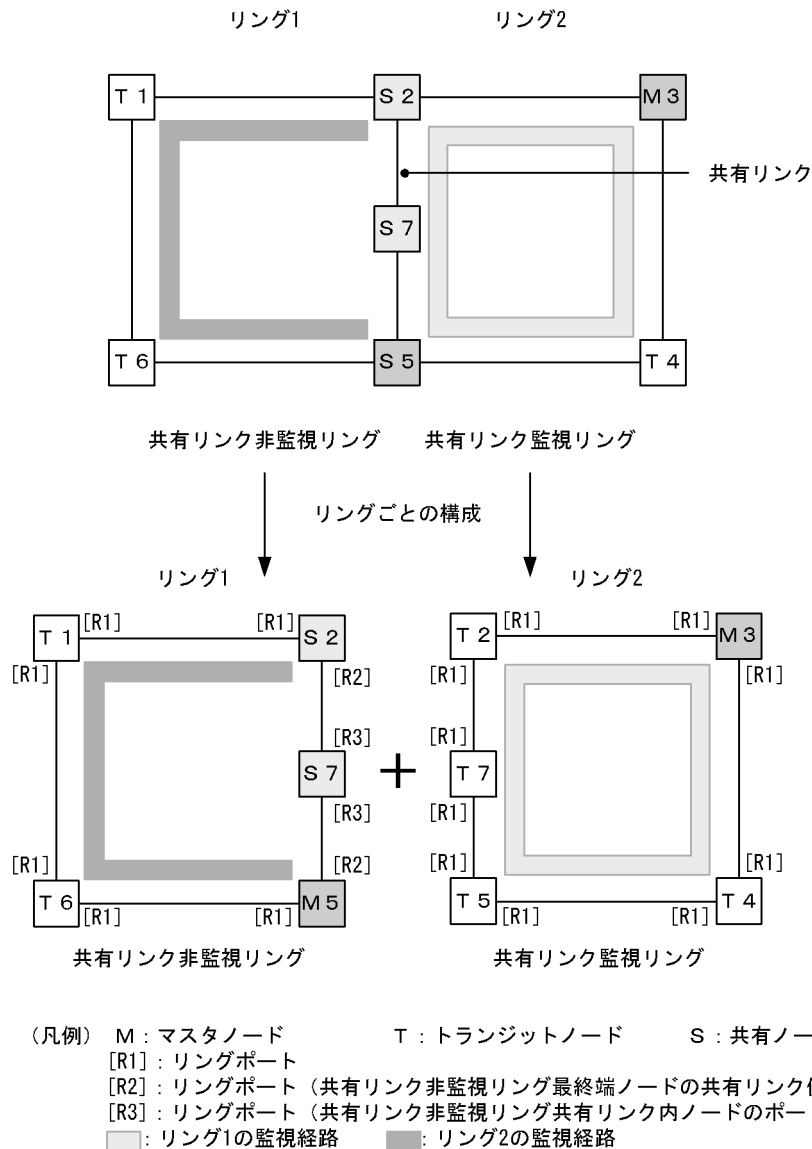 リング1 リング2
T 1 S 2 M 3
共有リンク
S 7
T 6 S 5 T 4
共有リンク非監視リング 共有リンク監視リング
リングごとの構成
リング1 リング2
T 1 [R1] [R1] S 2 T 2 [R1] [R1] M 3
[R1] [R2] [R1] [R1]
[R3] [R1]
S 7 + T 7
[R3] [R1]
[R1] [R2] [R1] [R1]
T 6 [R1] [R1] M 5 T 5 [R1] [R1] T 4
共有リンク非監視リング 共有リンク監視リング
(凡例) M:マスタノード T:トランジットノード S:共有ノー
[R1]:リングポート
[R2]:リングポート(共有リンク非監視リング最終端ノードの共有リンク
[R3]:リングポート(共有リンク非監視リング共有リンク内ノードのポー
:リング1の監視経路 :リング2の監視経路